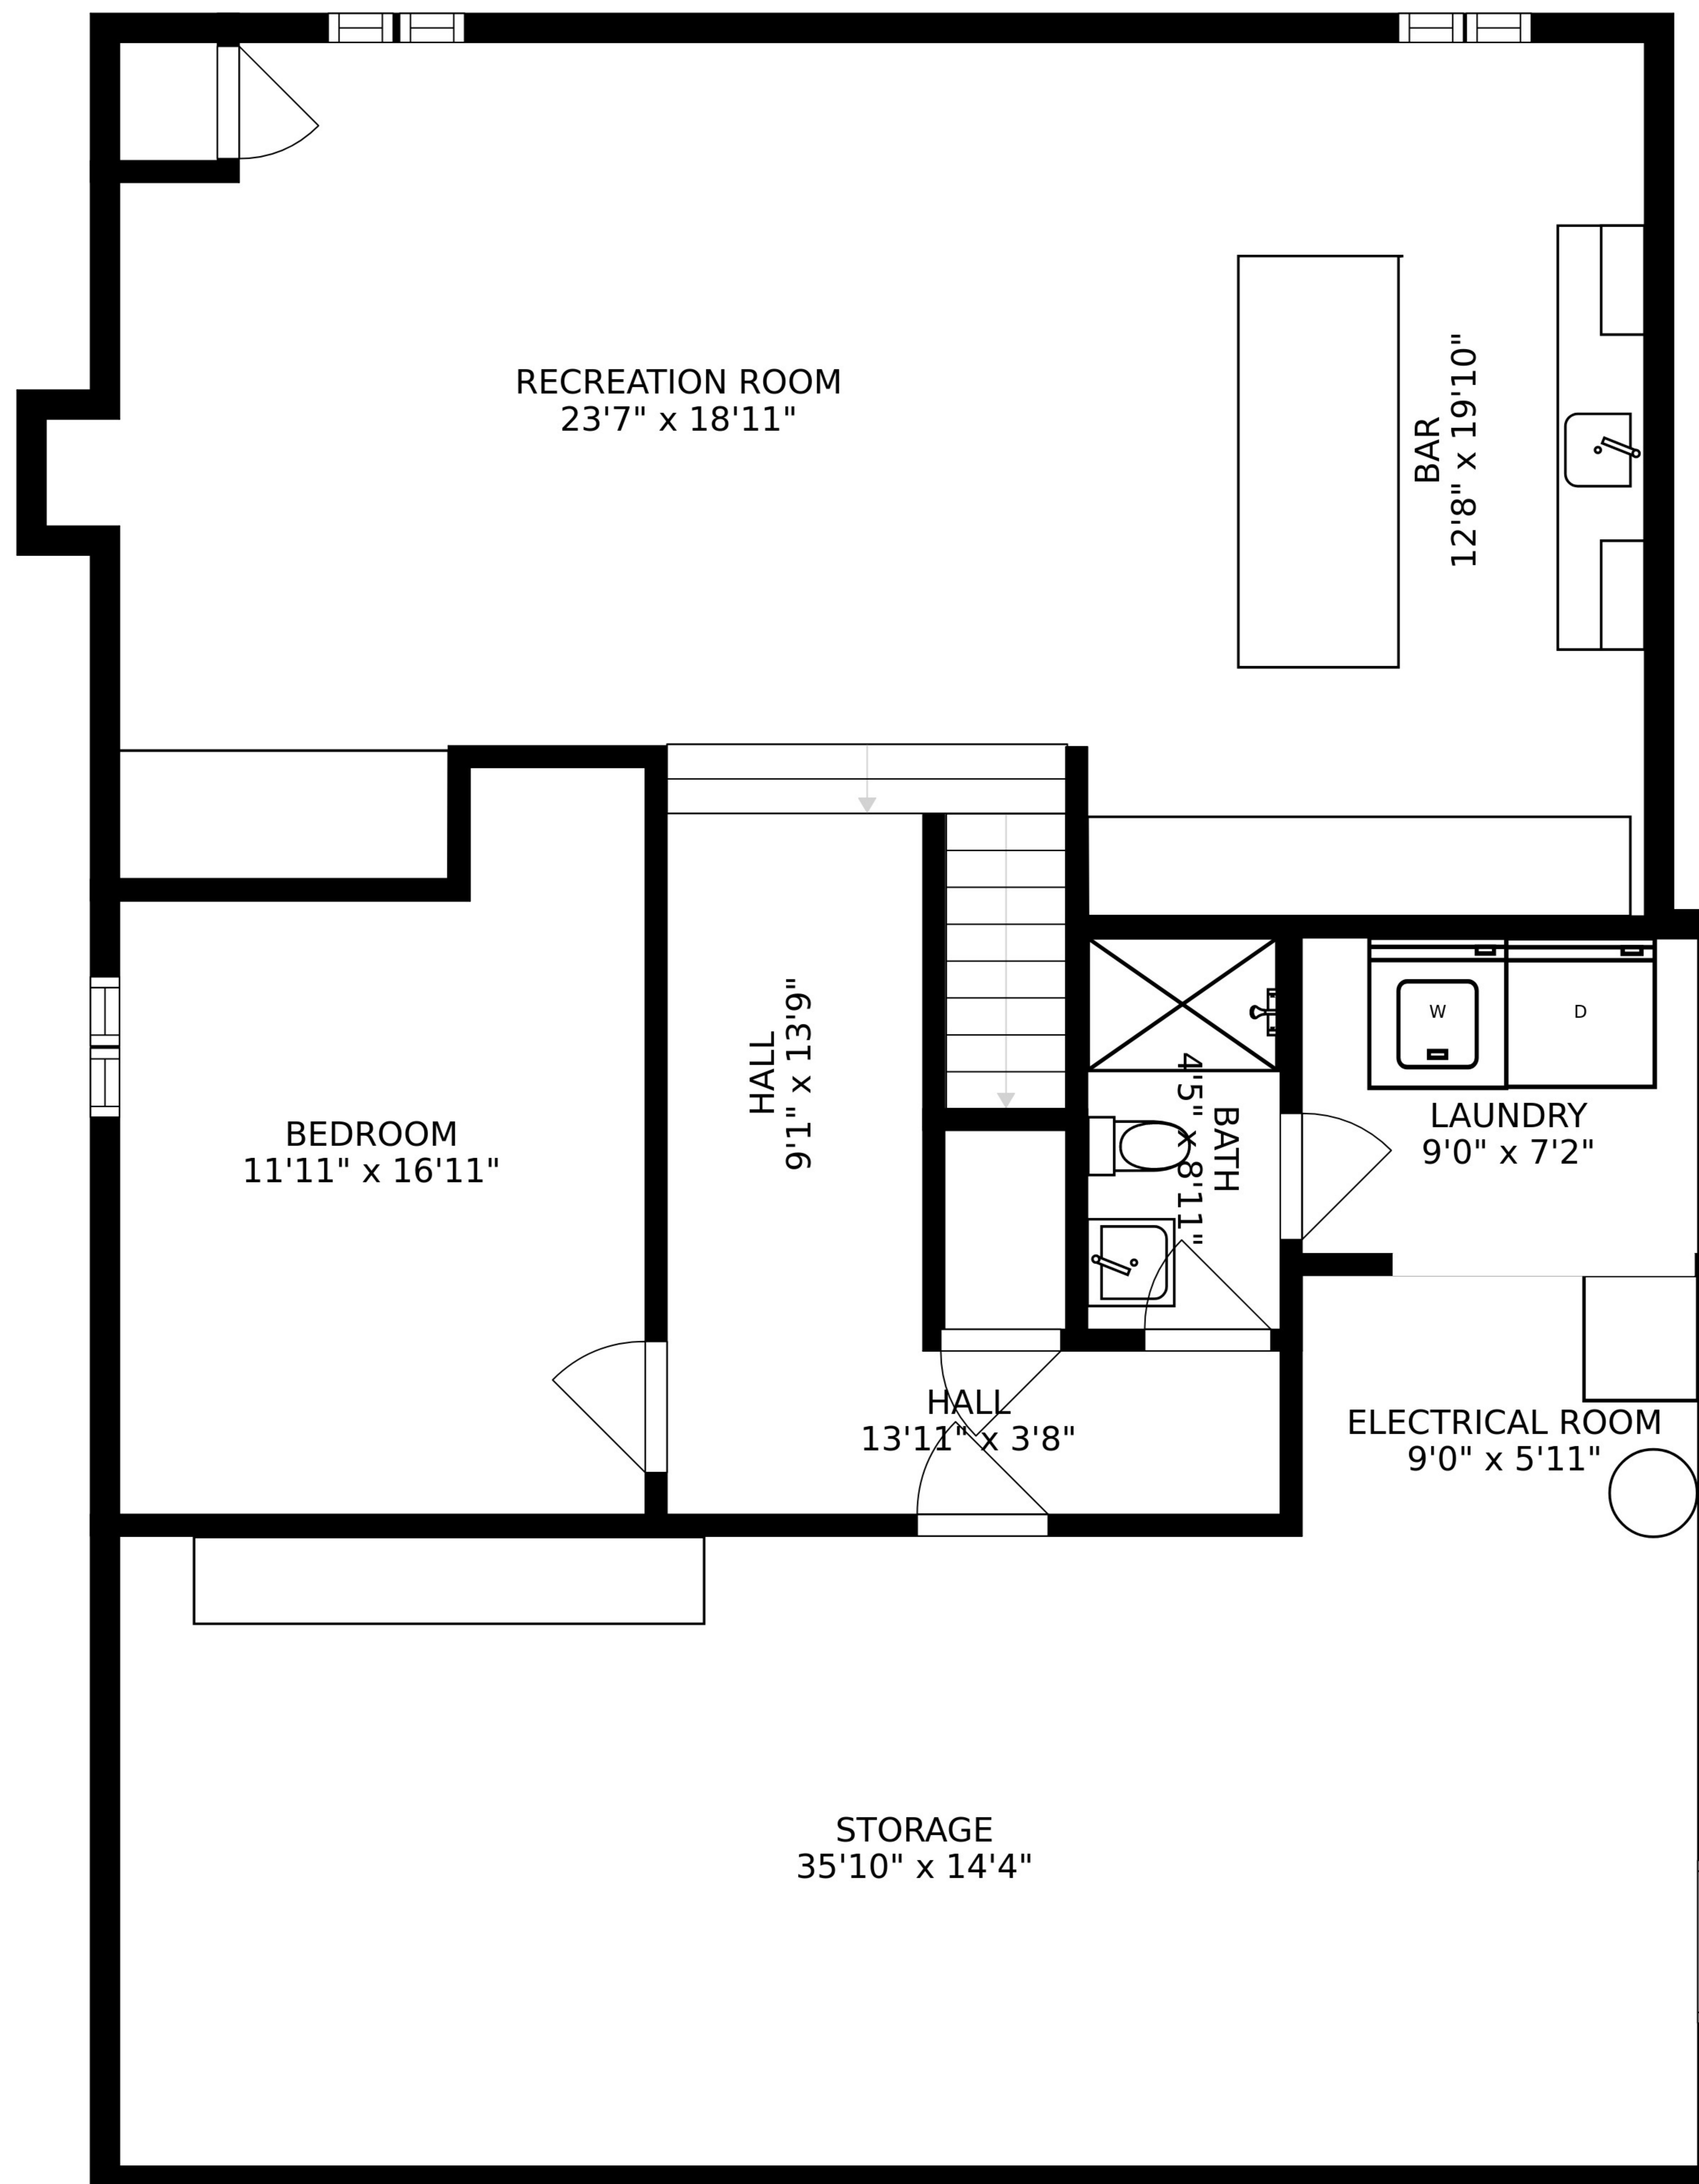 RECREATION ROOM
23'7" x 18'11"
BAR
12'8" x 19'10"
HALL
9'1" x 13'9"
BATH
4'5" x 8'11"
W
D
LAUNDRY
9'0" x 7'2"
BEDROOM
11'11" x 16'11"
HALL
13'11" x 3'8"
ELECTRICAL ROOM
9'0" x 5'11"
STORAGE
35'10" x 14'4"